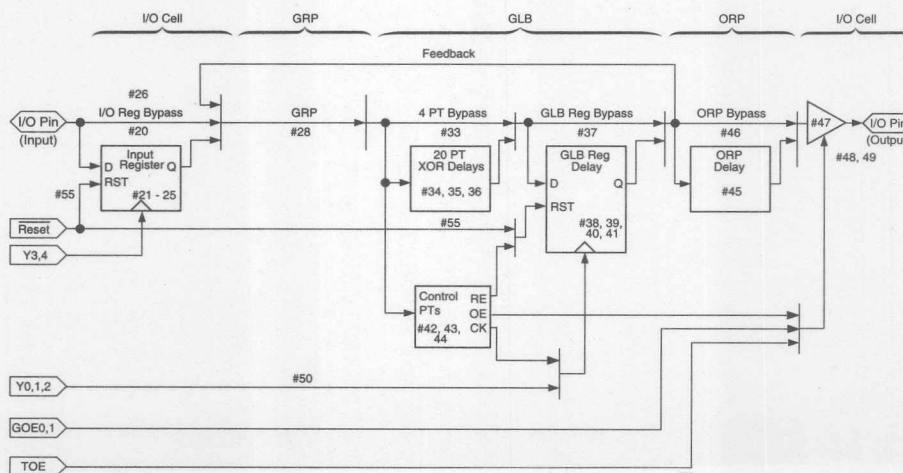 I/O Cell GRP GLB ORP I/O Cell
Feedback
#26
I/O Pin
(Input)
I/O Reg Bypass
#20
GRP
#28
4 PT Bypass
#33
GLB Reg Bypass
#37
ORP Bypass
#46
#47
I/O Pin
(Output)
#48, 49
Input
Register
D Q
RST
#21 - 25
#55
20 PT
XOR Delays
#34, 35, 36
GLB Reg
Delay
D Q
RST
#38, 39,
40, 41
ORP
Delay
#45
Reset
#55
Y3,4
Control
PTs
RE
OE
CK
#42, 43,
44
Y0,1,2
#50
GOE0,1
TOE